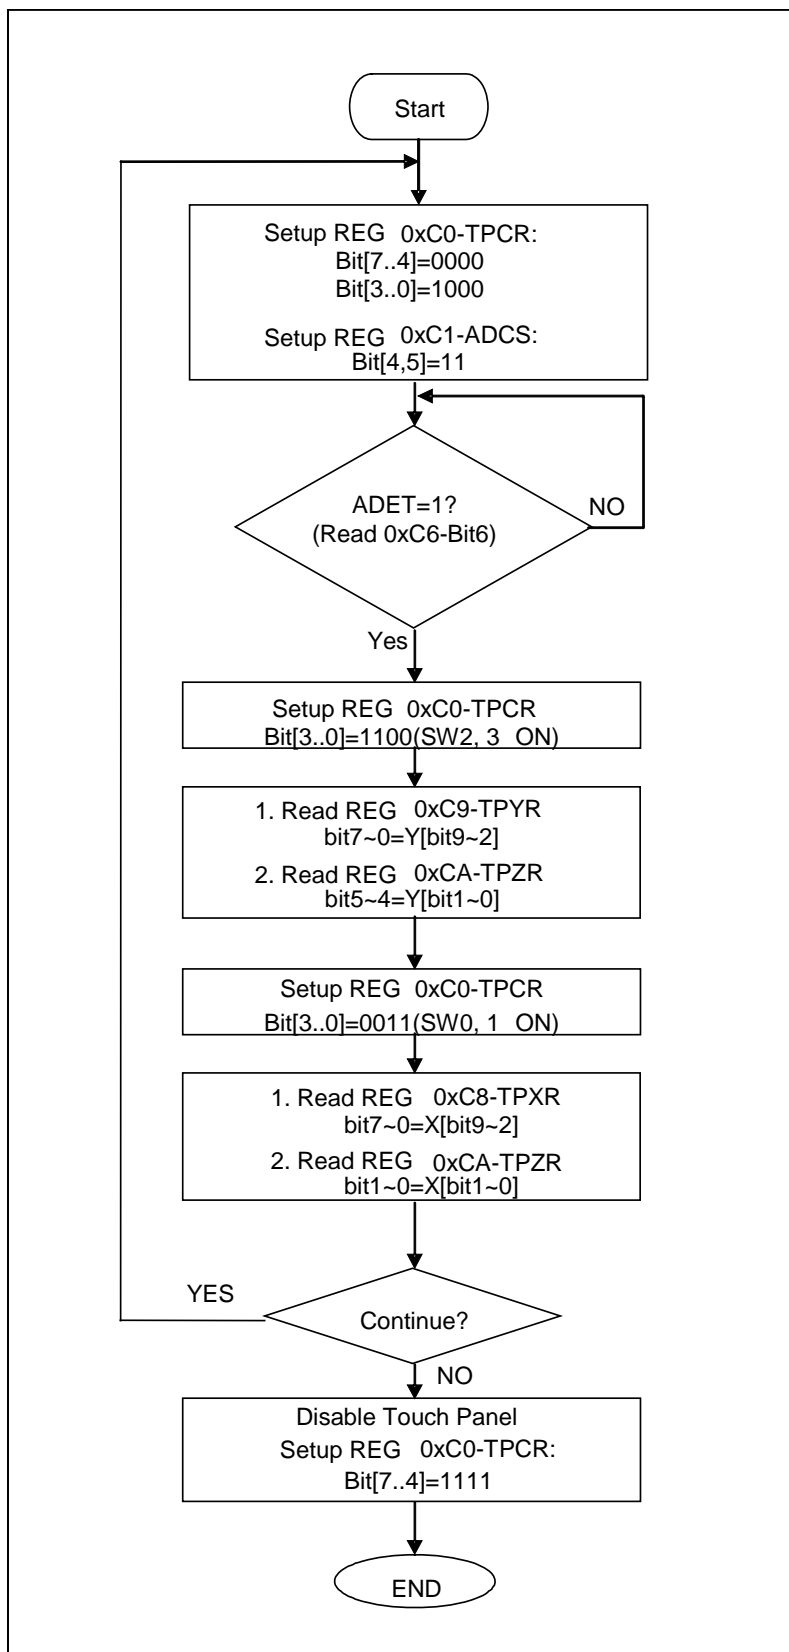 Start
Setup REG 0xC0-TPCR:
Bit[7..4]=0000
Bit[3..0]=1000
Setup REG 0xC1-ADCS:
Bit[4,5]=11
ADET=1?
(Read 0xC6-Bit6)
NO
Yes
Setup REG 0xC0-TPCR
Bit[3..0]=1100(SW2, 3 ON)
1. Read REG 0xC9-TPYR
bit7~0=Y[bit9~2]
2. Read REG 0xCA-TPZR
bit5~4=Y[bit1~0]
Setup REG 0xC0-TPCR
Bit[3..0]=0011(SW0, 1 ON)
1. Read REG 0xC8-TPXR
bit7~0=X[bit9~2]
2. Read REG 0xCA-TPZR
bit1~0=X[bit1~0]
YES
Continue?
NO
Disable Touch Panel
Setup REG 0xC0-TPCR:
Bit[7..4]=1111
END